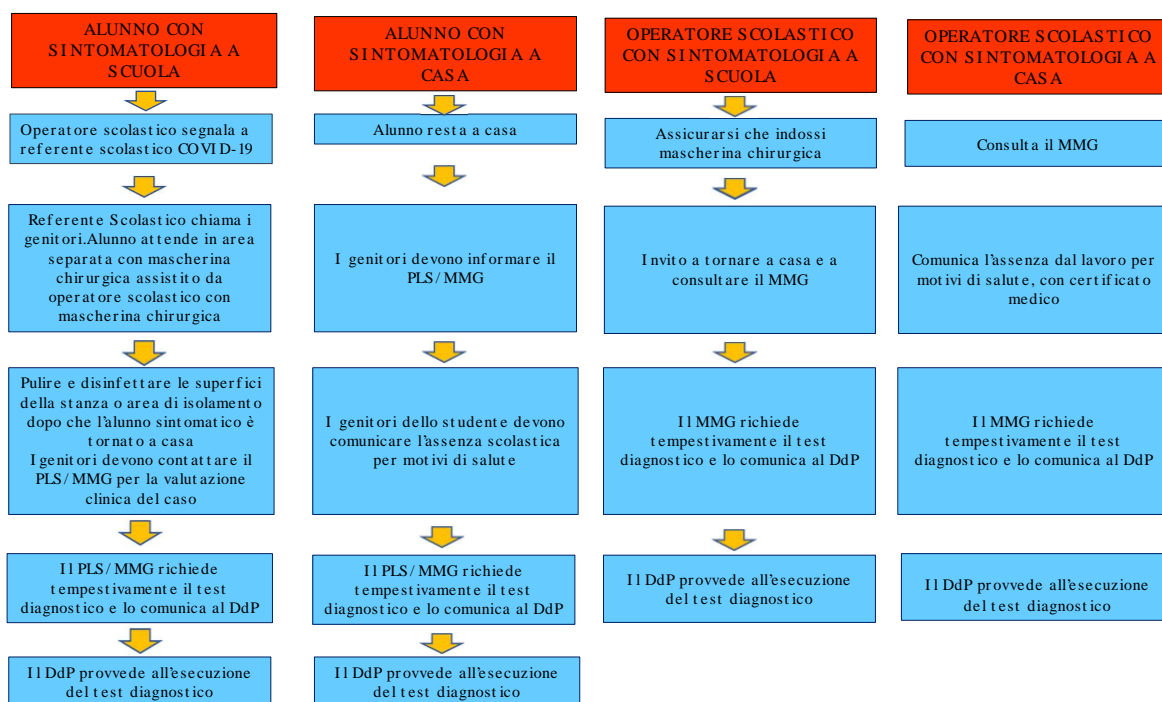 ALUNNO CON
SINTOMATOLOGIA A
SCUOLA
Operatore scolastico segnala a
referente scolastico COVID-19
Referente Scolastico chiama i
genitori.Alunno attende in area
separata con mascherina
chirurgica assistito da
operatore scolastico con
mascherina chirurgica
Pulire e disinfettare le superfici
della stanza o area di isolamento
dopo che l'alunno sintomatico è
tornato a casa
I genitori devono contattare il
PLS/MMG per la valutazione
clinica del caso
Il PLS/MMG richiede
tempestivamente il test
diagnostico e lo comunica al DdP
Il DdP provvede all'esecuzione
del test diagnostico
ALUNNO CON
SINTOMATOLOGIA A
CASA
Alunno resta a casa
I genitori devono informare il
PLS/MMG
I genitori dello studente devono
comunicare l'assenza scolastica
per motivi di salute
Il PLS/MMG richiede
tempestivamente il test
diagnostico e lo comunica al DdP
Il DdP provvede all'esecuzione
del test diagnostico
OPERATORE SCOLASTICO
CON SINTOMATOLOGIA A
SCUOLA
Assicurarsi che indossi
mascherina chirurgica
Invito a tornare a casa e a
consultare il MMG
Il MMG richiede
tempestivamente il test
diagnostico e lo comunica al DdP
Il DdP provvede all'esecuzione
del test diagnostico
OPERATORE SCOLASTICO
CON SINTOMATOLOGIA A
CASA
Consulta il MMG
Comunica l'assenza dal lavoro per
motivi di salute, con certificato
medico
Il MMG richiede
tempestivamente il test
diagnostico e lo comunica al DdP
Il DdP provvede all'esecuzione
del test diagnostico